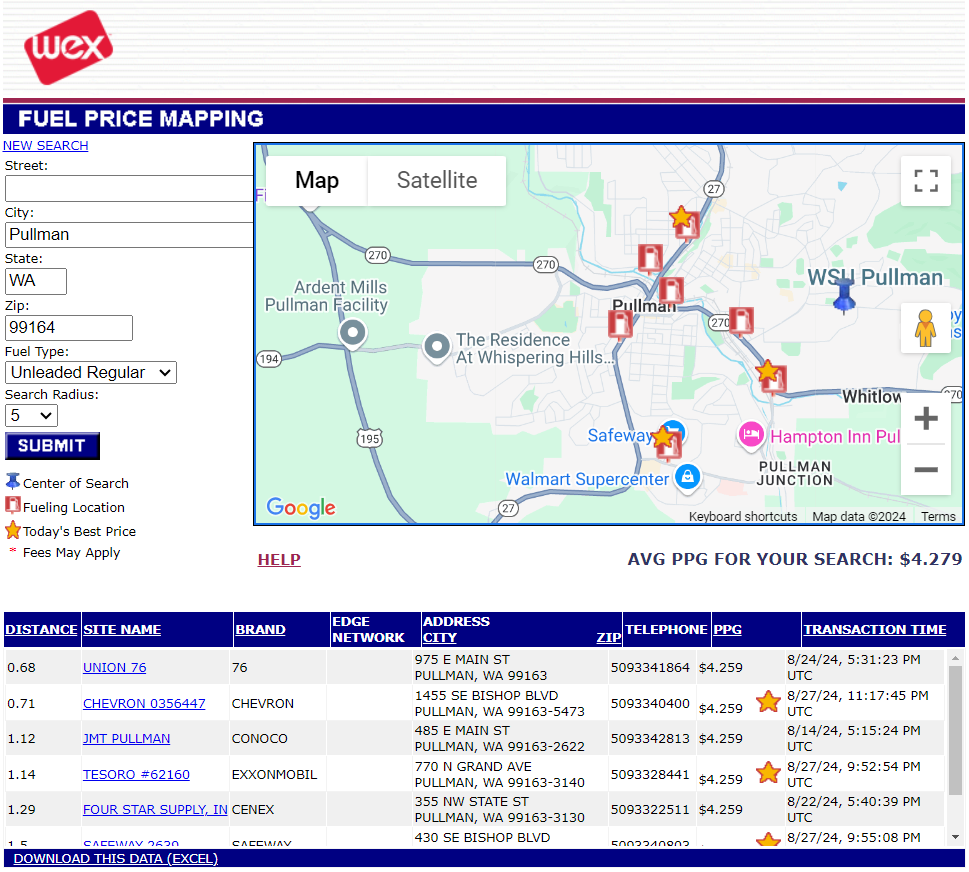 wex
FUEL PRICE MAPPING
NEW SEARCH
Street:
City:
Pullman
State:
WA
Zip:
99164
Fuel Type:
Unleaded Regular
Search Radius:
5
SUBMIT
Center of Search
Fueling Location
Today's Best Price
* Fees May Apply
Map Satellite
27
270
270
Ardent Mills
Pullman Facility
WSU Pullman
Pullman
270
The Residence
At Whispering Hills...
194
Whitlow
270
195
Safeway
Hampton Inn Pul
Walmart Supercenter
PULLMAN
JUNCTION
27
Google
Keyboard shortcuts Map data ©2024 Terms
HELP
AVG PPG FOR YOUR SEARCH: $4.279
DISTANCE SITE NAME BRAND EDGE NETWORK ADDRESS CITY ZIP TELEPHONE PPG TRANSACTION TIME
0.68 UNION 76 76 975 E MAIN ST PULLMAN, WA 99163 5093341864 $4.259 8/24/24, 5:31:23 PM UTC
0.71 CHEVRON 0356447 CHEVRON 1455 SE BISHOP BLVD PULLMAN, WA 99163-5473 5093340400 $4.259 8/27/24, 11:17:45 PM UTC
1.12 JMT PULLMAN CONOCO 485 E MAIN ST PULLMAN, WA 99163-2622 5093342813 $4.259 8/14/24, 5:15:24 PM UTC
1.14 TESORO #62160 EXXONMOBIL 770 N GRAND AVE PULLMAN, WA 99163-3140 5093328441 $4.259 8/27/24, 9:52:54 PM UTC
1.29 FOUR STAR SUPPLY, IN CENEX 355 NW STATE ST PULLMAN, WA 99163-3130 5093322511 $4.259 8/22/24, 5:40:39 PM UTC
1.5 SAFEWAY 2639 SAFEWAY 430 SE BISHOP BLVD 8/27/24, 9:55:08 PM
DOWNLOAD THIS DATA (EXCEL)